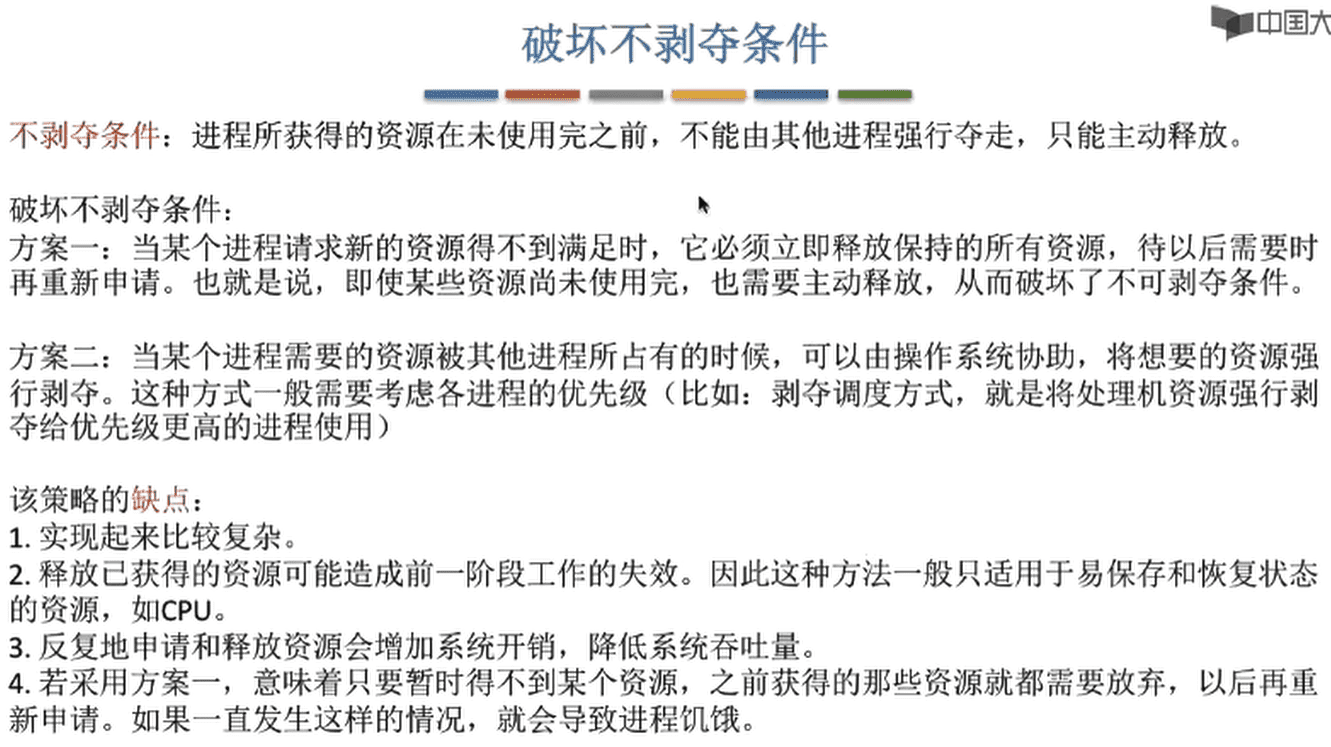 中国大
破坏不剥夺条件
不剥夺条件：进程所获得的资源在未使用完之前，不能由其他进程强行夺走，只能主动释放。
破坏不剥夺条件：
方案一：当某个进程请求新的资源得不到满足时，它必须立即释放保持的所有资源，待以后需要时
再重新申请。也就是说，即使某些资源尚未使用完，也需要主动释放，从而破坏了不可剥夺条件。
方案二：当某个进程需要的资源被其他进程所占有的时候，可以由操作系统协助，将想要的资源强
行剥夺。这种方式一般需要考虑各进程的优先级（比如：剥夺调度方式，就是将处理机资源强行剥
夺给优先级更高的进程使用）
该策略的缺点：
1. 实现起来比较复杂。
2. 释放已获得的资源可能造成前一阶段工作的失效。因此这种方法一般只适用于易保存和恢复状态
的资源，如CPU。
3. 反复地申请和释放资源会增加系统开销，降低系统吞吐量。
4. 若采用方案一，意味着只要暂时得不到某个资源，之前获得的那些资源就都需要放弃，以后再重
新申请。如果一直发生这样的情况，就会导致进程饥饿。